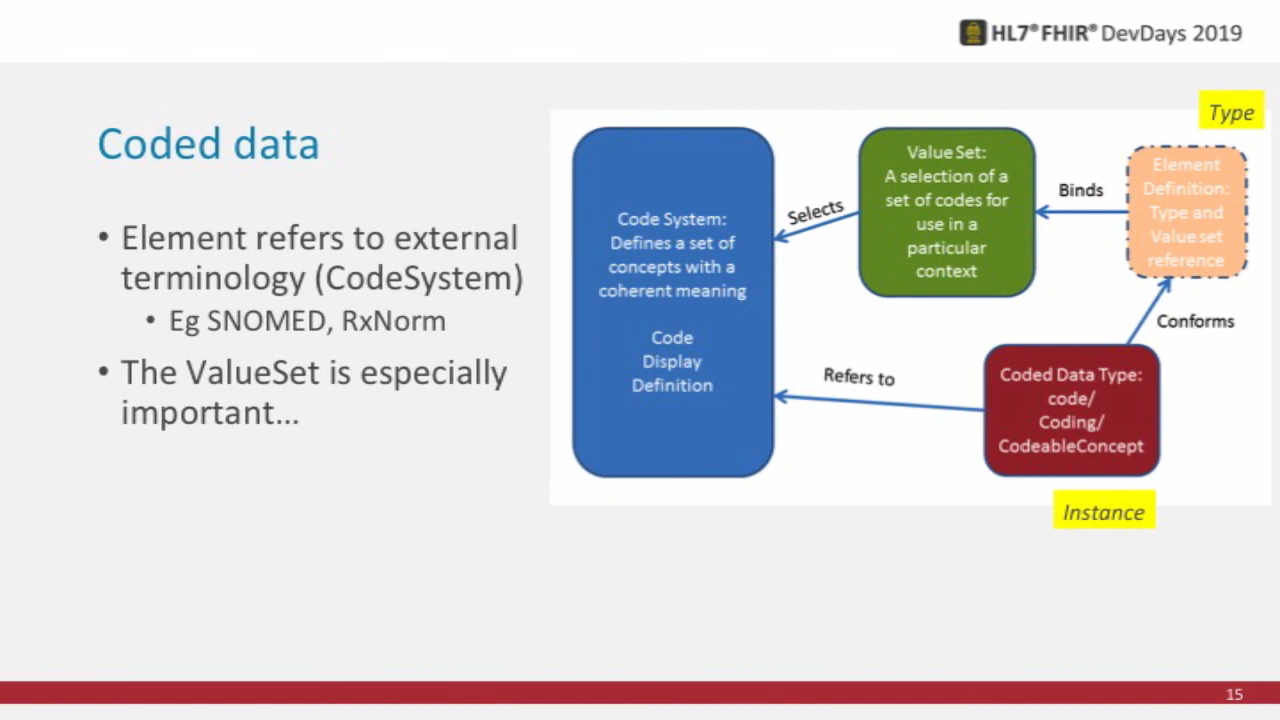 HL7® FHIR® DevDays 2019
Coded data
• Element refers to external
terminology (CodeSystem)
• Eg SNOMED, RxNorm
• The ValueSet is especially
important…
Type
Code System:
Defines a set of
concepts with a
coherent meaning
Code
Display
Definition
Selects
Value Set:
A selection of a
set of codes for
use in a
particular
context
Binds
Element
Definition:
Type and
Value set
reference
Conforms
Refers to
Coded Data Type:
code/
Coding/
CodeableConcept
Instance
15